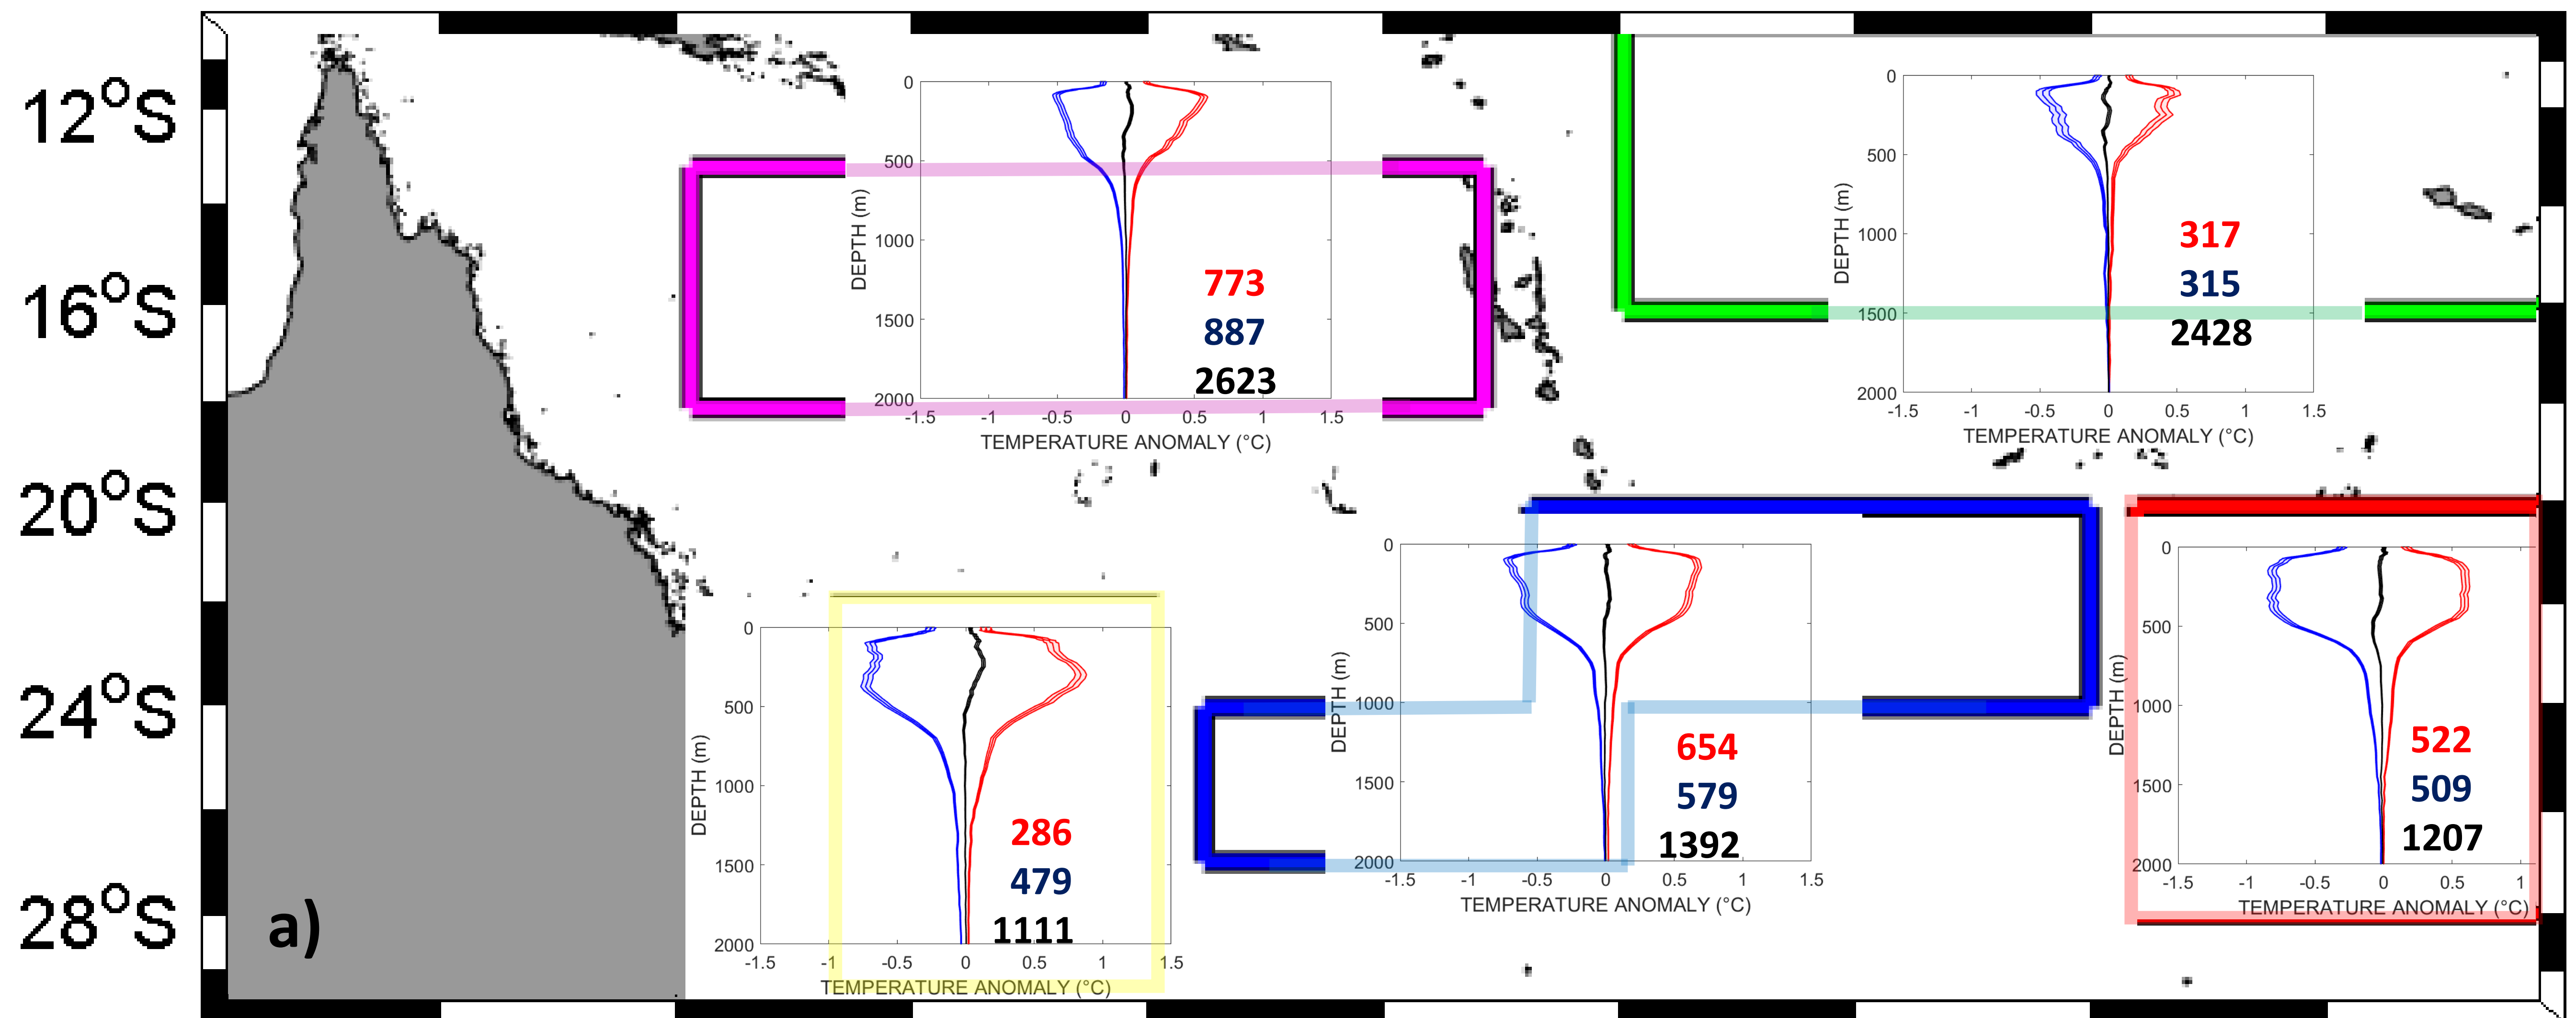 12°S
16°S
20°S
24°S
28°S
a)
0
500
1000
1500
2000
DEPTH (m)
-1.5 -1 -0.5 0 0.5 1 1.5
TEMPERATURE ANOMALY (°C)
773
887
2623
0
500
1000
1500
2000
DEPTH (m)
-1.5 -1 -0.5 0 0.5 1 1.5
TEMPERATURE ANOMALY (°C)
317
315
2428
0
500
1000
1500
2000
DEPTH (m)
-1.5 -1 -0.5 0 0.5 1 1.5
TEMPERATURE ANOMALY (°C)
286
479
1111
0
500
1000
1500
2000
DEPTH (m)
-1.5 -1 -0.5 0 0.5 1 1.5
TEMPERATURE ANOMALY (°C)
654
579
1392
0
500
1000
1500
2000
DEPTH (m)
-1.5 -1 -0.5 0 0.5 1
TEMPERATURE ANOMALY (°C)
522
509
1207